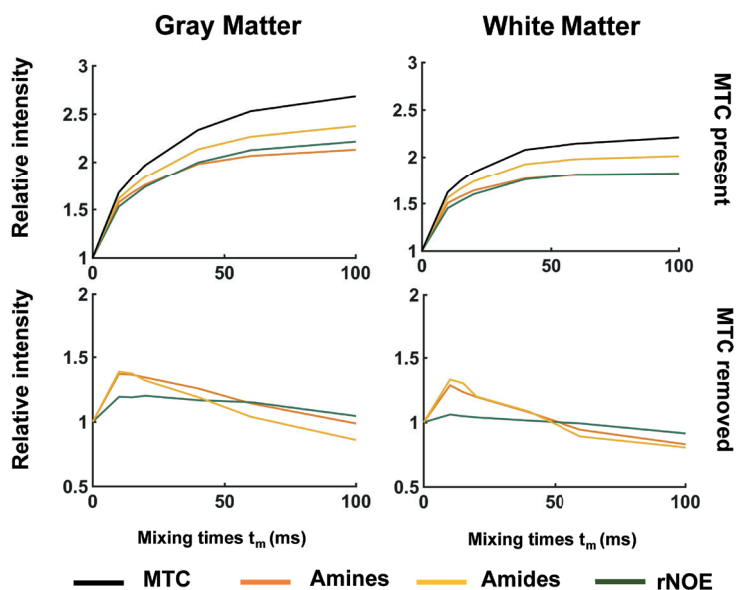 Gray Matter
White Matter
Relative intensity
3
2.5
2
1.5
1
0
50
100
3
2.5
2
1.5
1
0
50
100
MTC present
Relative intensity
2
1.5
1
0.5
0
50
100
2
1.5
1
0.5
0
50
100
MTC removed
Mixing times tm (ms)
Mixing times tm (ms)
MTC
Amines
Amides
rNOE